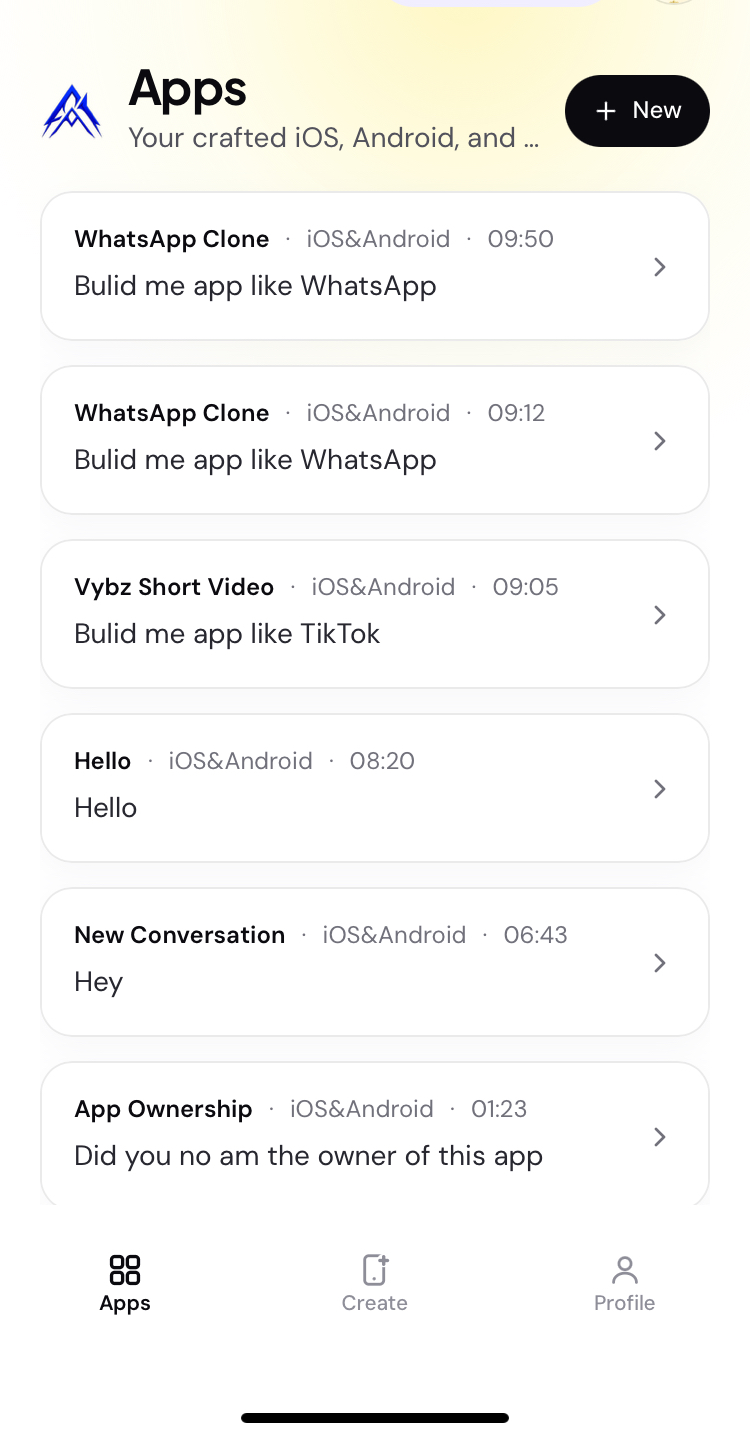 Apps
Your crafted iOS, Android, and ...
+ New
WhatsApp Clone · iOS&Android · 09:50
Bulid me app like WhatsApp
WhatsApp Clone · iOS&Android · 09:12
Bulid me app like WhatsApp
Vybz Short Video · iOS&Android · 09:05
Bulid me app like TikTok
Hello · iOS&Android · 08:20
Hello
New Conversation · iOS&Android · 06:43
Hey
App Ownership · iOS&Android · 01:23
Did you no am the owner of this app
Apps
Create
Profile